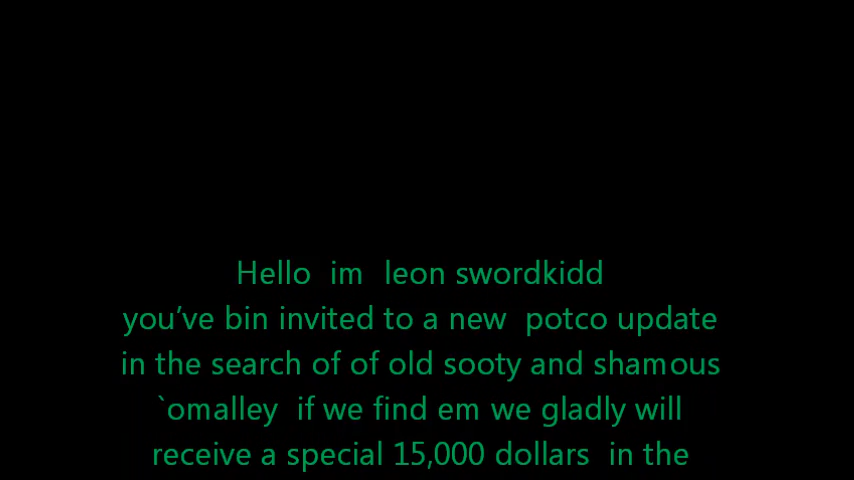 Hello  im  leon swordkidd
you’ve bin invited to a new  potco update
in the search of of old sooty and shamous
`omalley  if we find em we gladly will
receive a special 15,000 dollars  in the